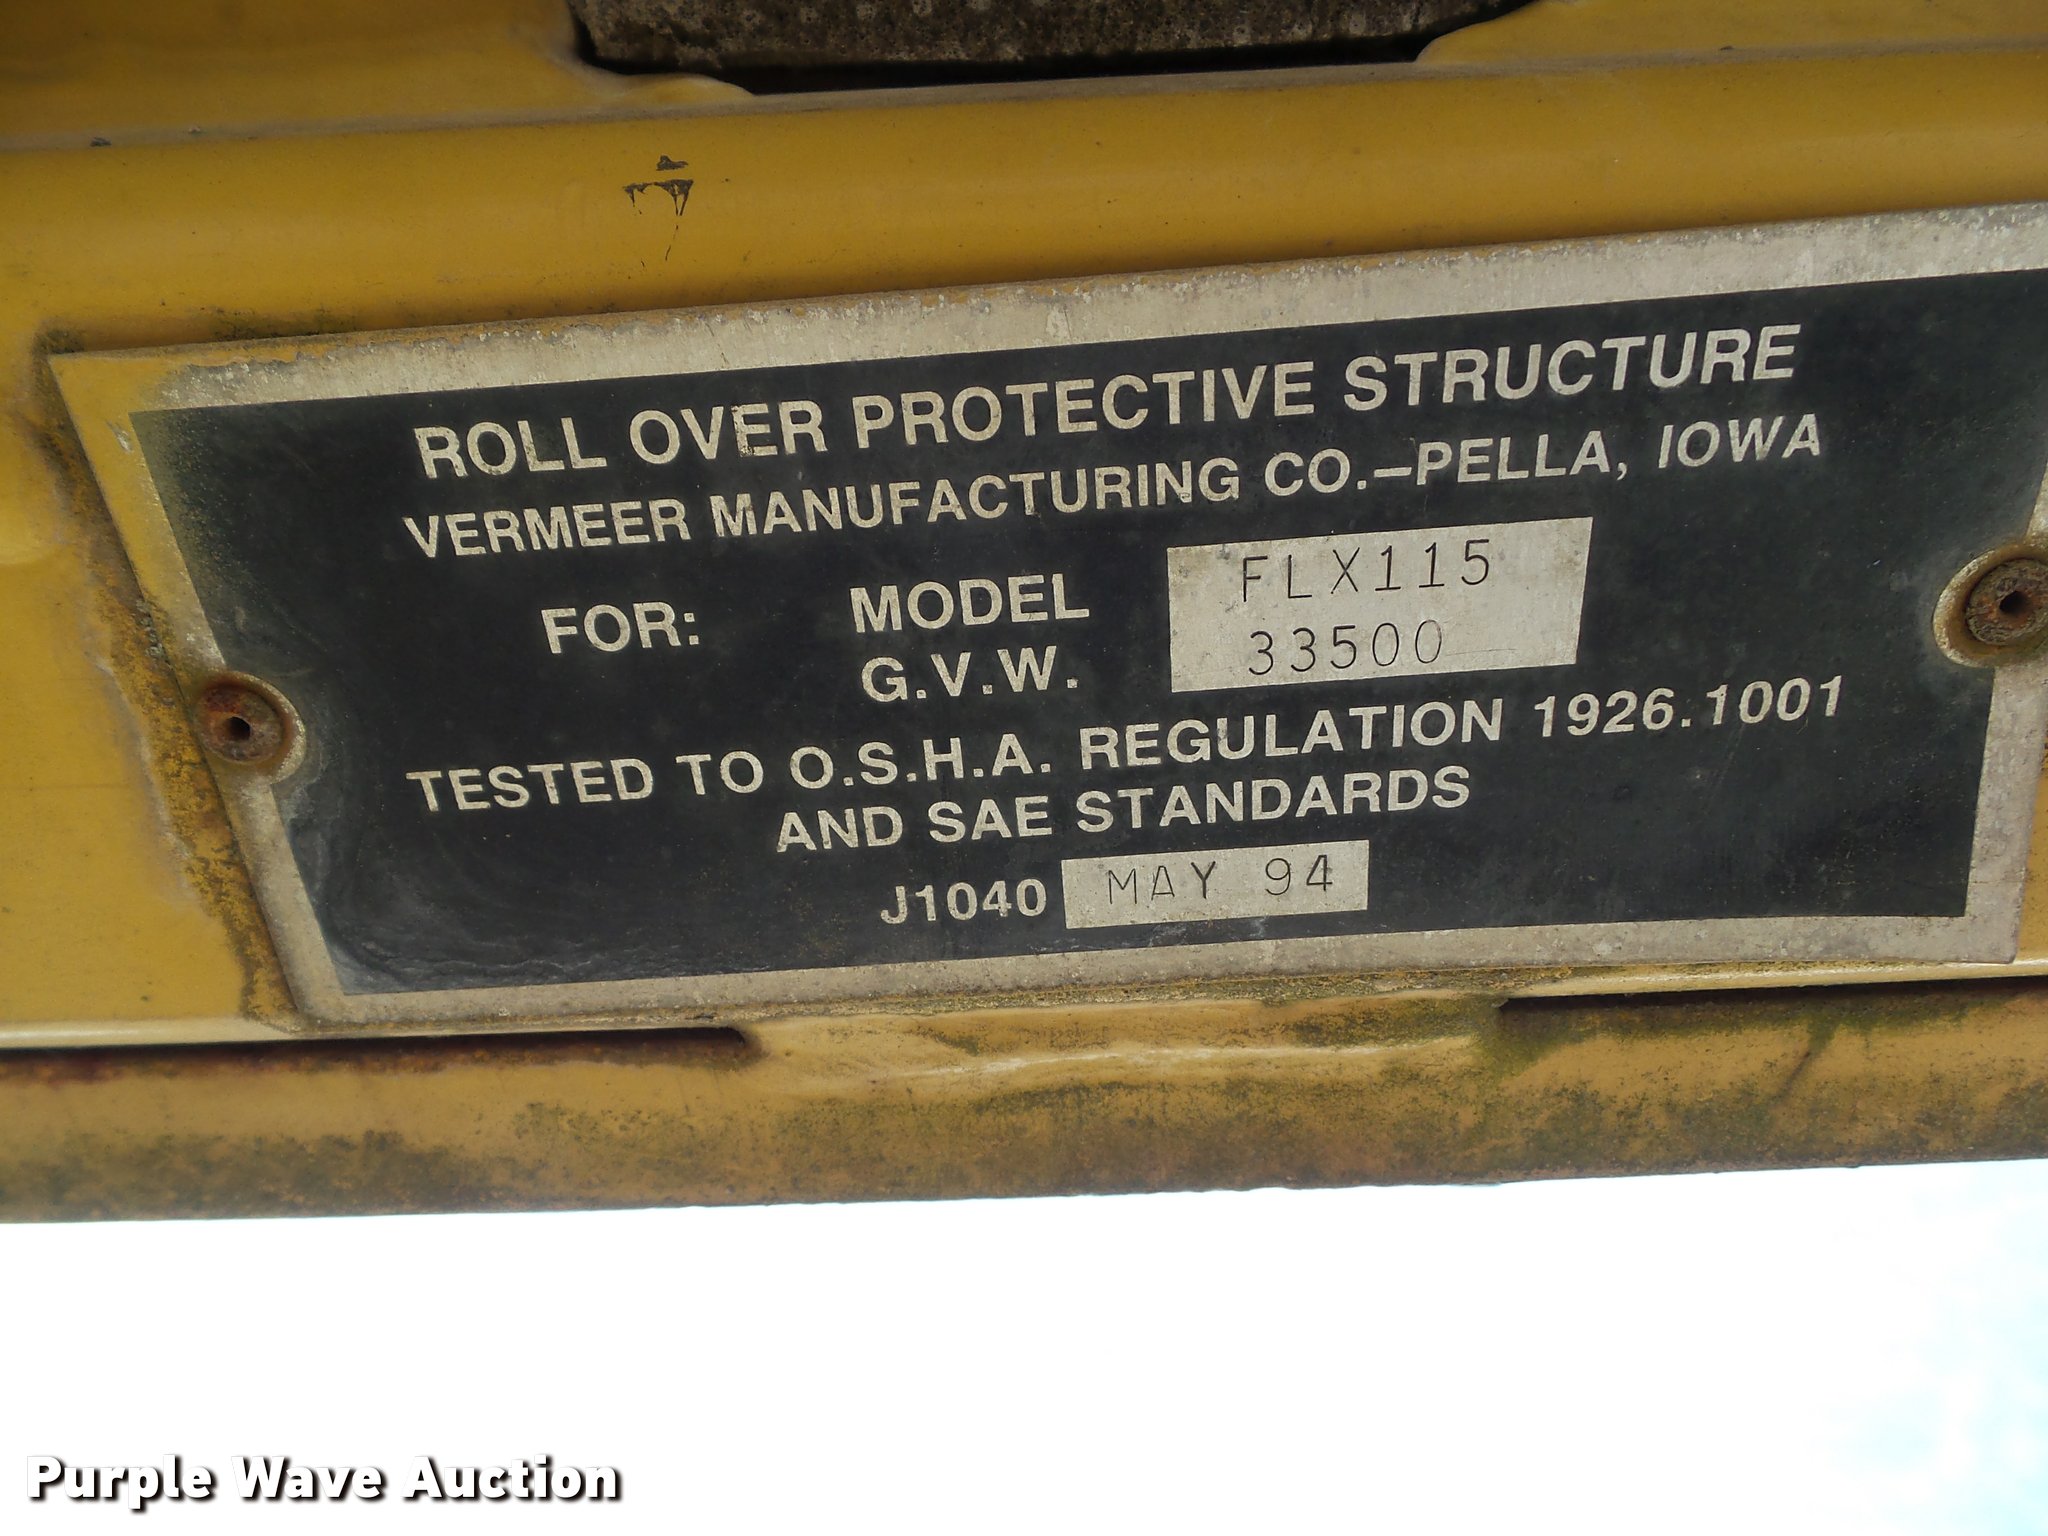 ROLL OVER PROTECTIVE STRUCTURE
VERMEER MANUFACTURING CO.–PELLA, IOWA
FOR: MODEL FLX115
G.V.W. 33500
TESTED TO O.S.H.A. REGULATION 1926.1001
AND SAE STANDARDS
J1040 MAY 94
Purple Wave Auction